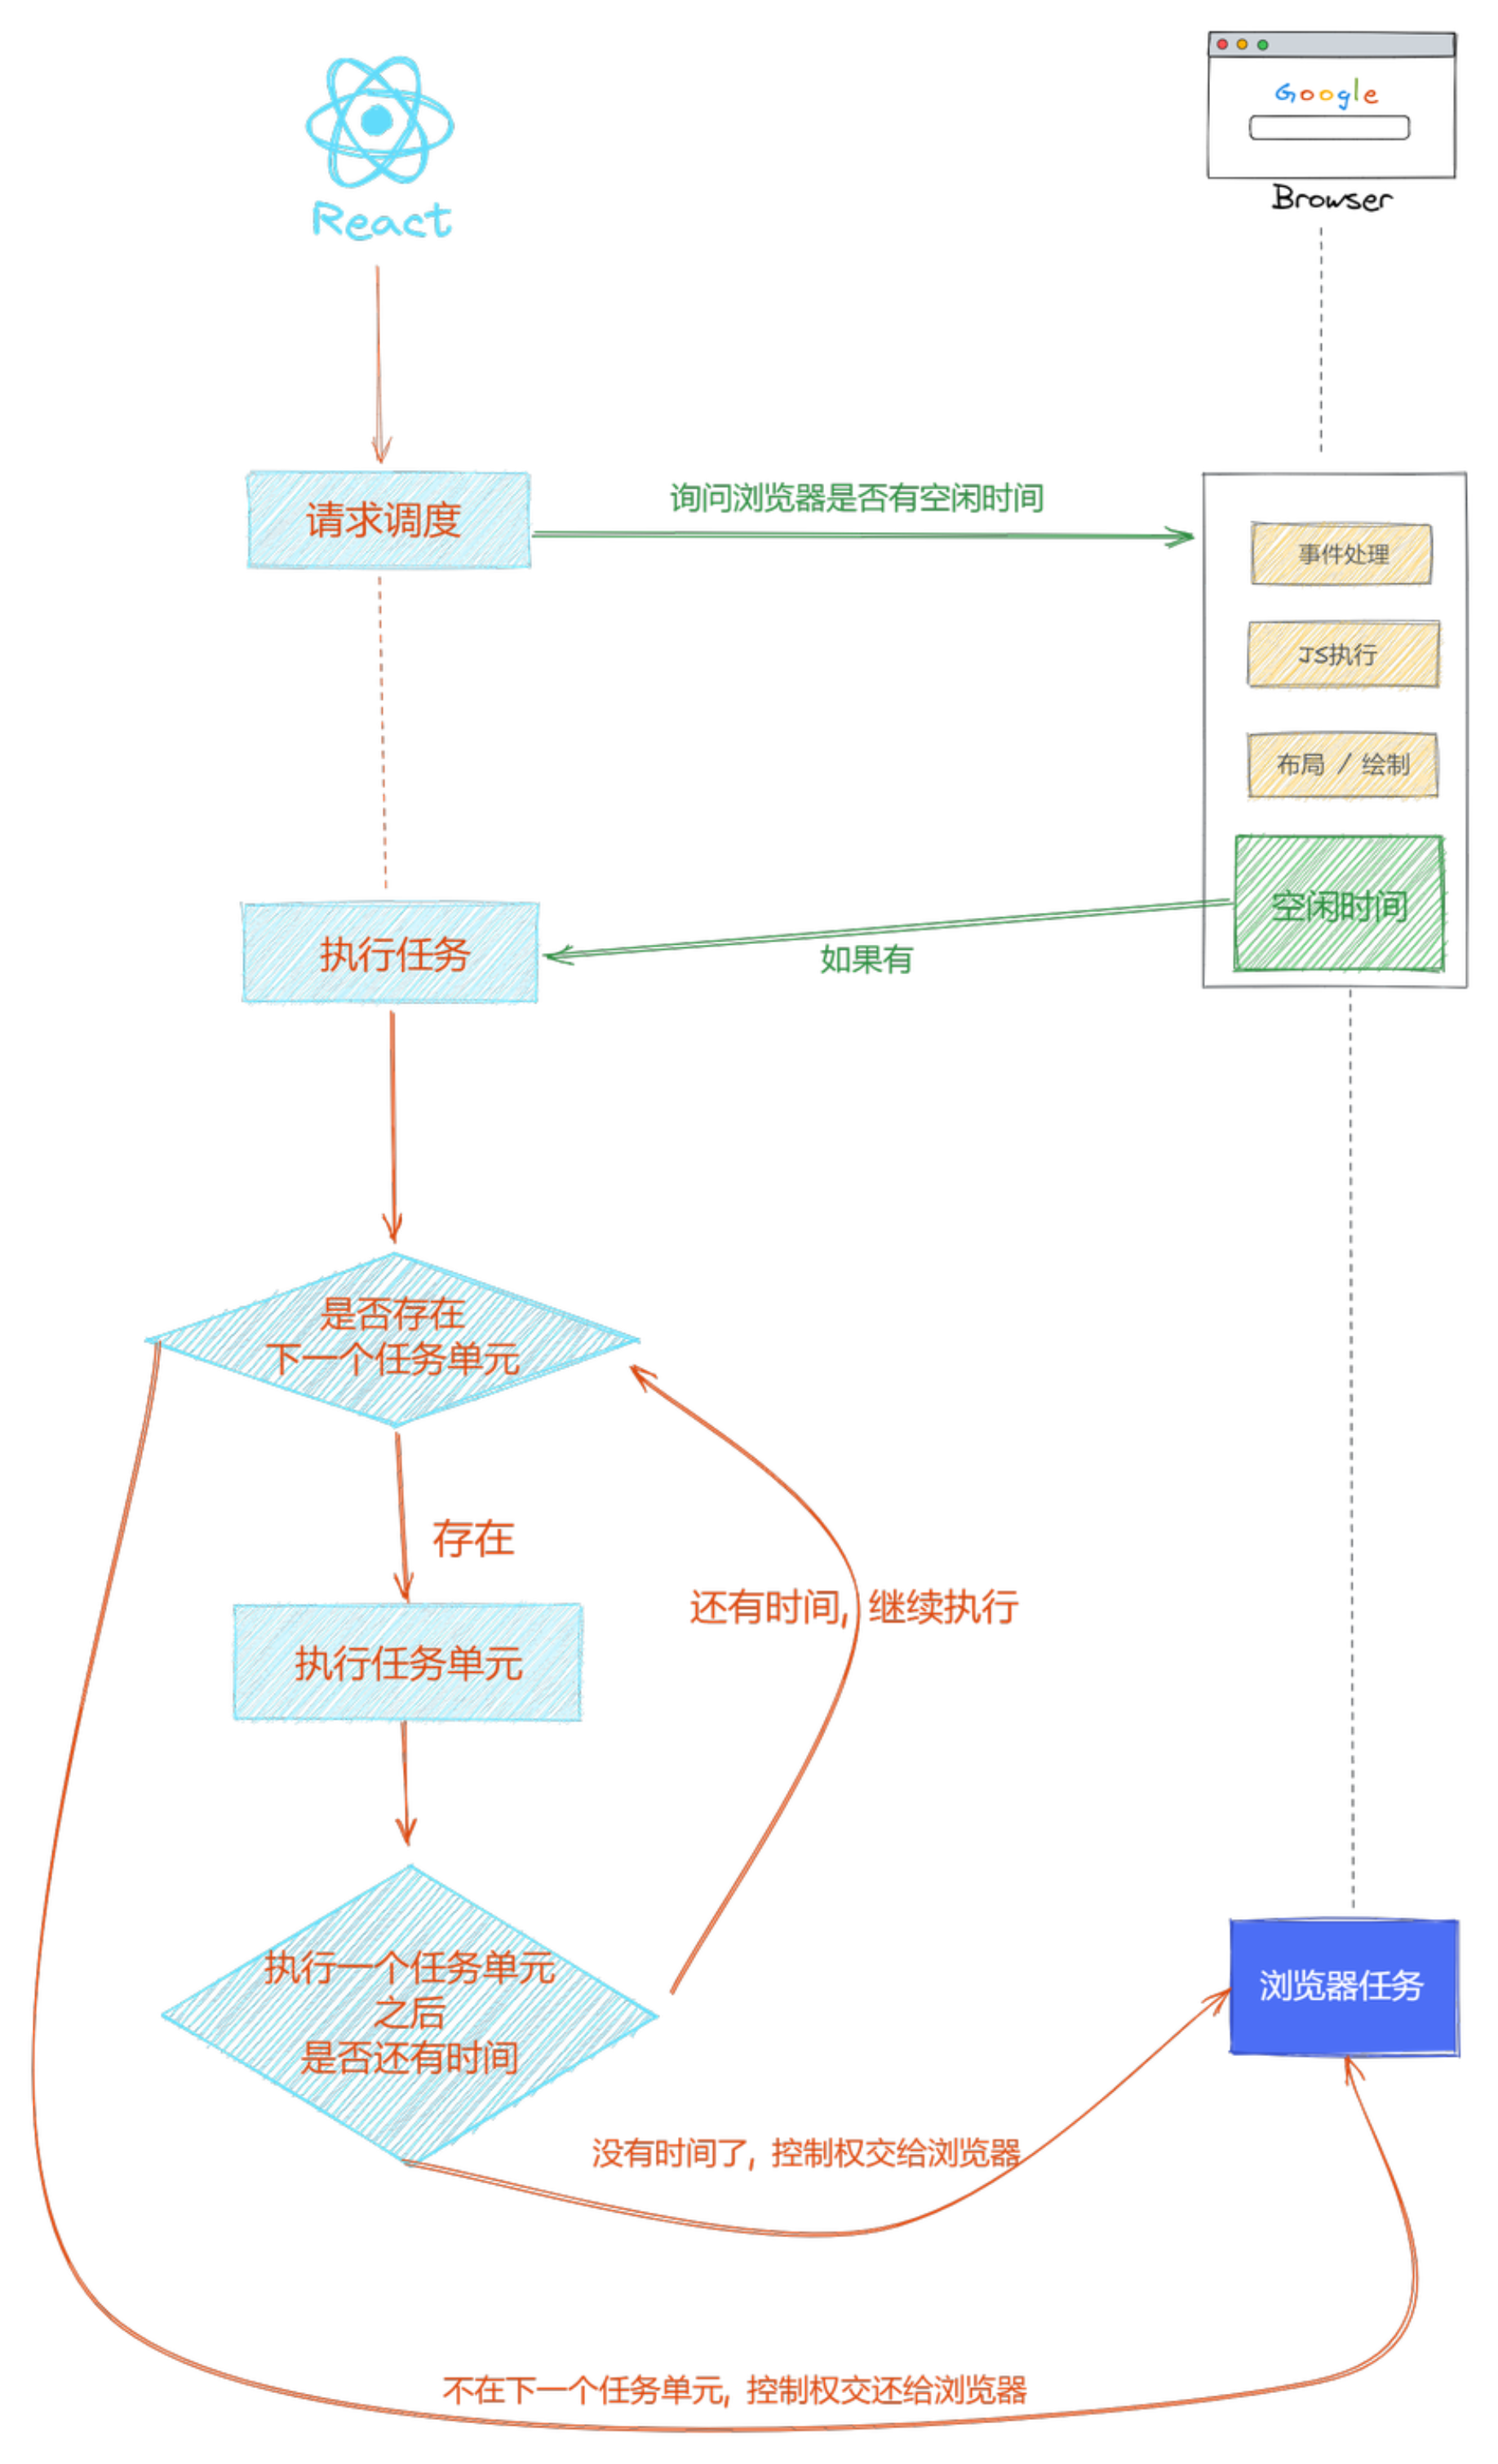 Google
React
Browser
请求调度
询问浏览器是否有空闲时间
事件处理
JS执行
布局 / 绘制
空闲时间
执行任务
如果有
是否存在
下一个任务单元
存在
还有时间, 继续执行
执行任务单元
执行一个任务单元
之后
是否还有时间
浏览器任务
没有时间了, 控制权交给浏览器
不在下一个任务单元, 控制权交还给浏览器